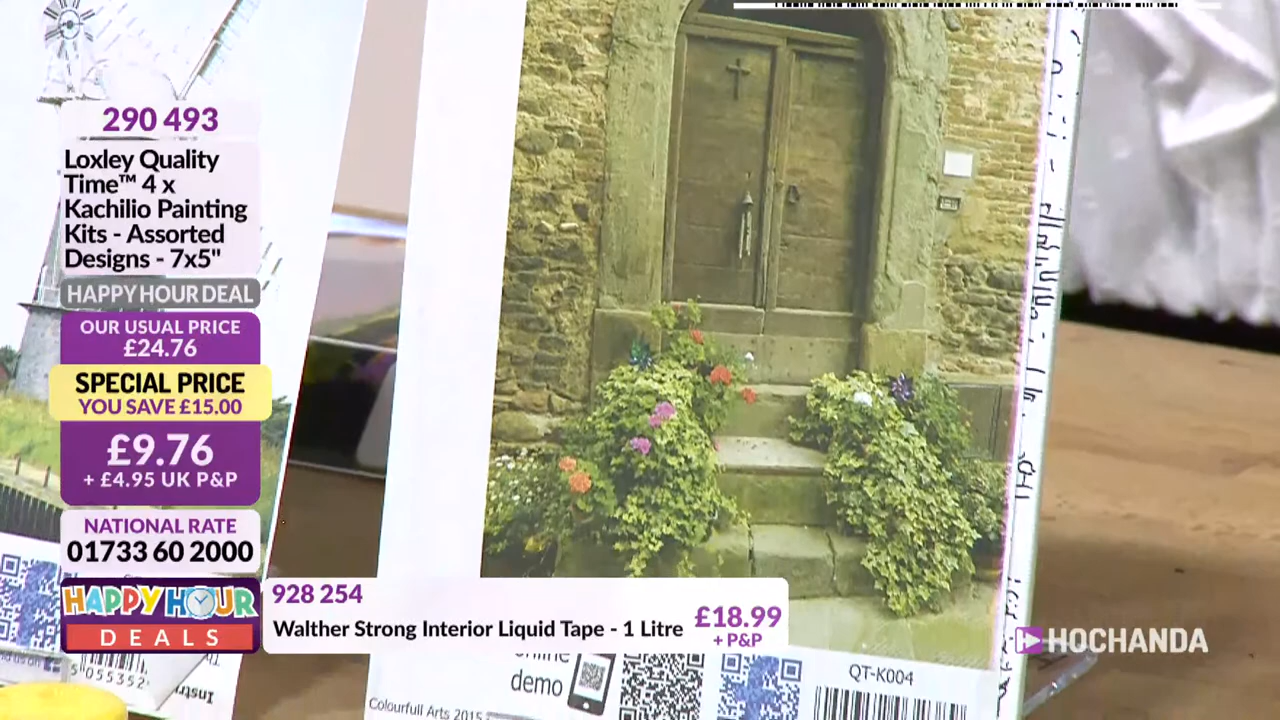 290 493
Loxley Quality
Time™ 4 x
Kachilio Painting
Kits - Assorted
Designs - 7x5"
HAPPY HOUR DEAL
OUR USUAL PRICE
£24.76
SPECIAL PRICE
YOU SAVE £15.00
£9.76
+ £4.95 UK P&P
NATIONAL RATE
01733 60 2000
HAPPY HOUR
DEALS
928 254
Walther Strong Interior Liquid Tape - 1 Litre
£18.99
+ P&P
HOCHANDA
online
demo
QT-K004
Colourfull Arts 2015
5 055352